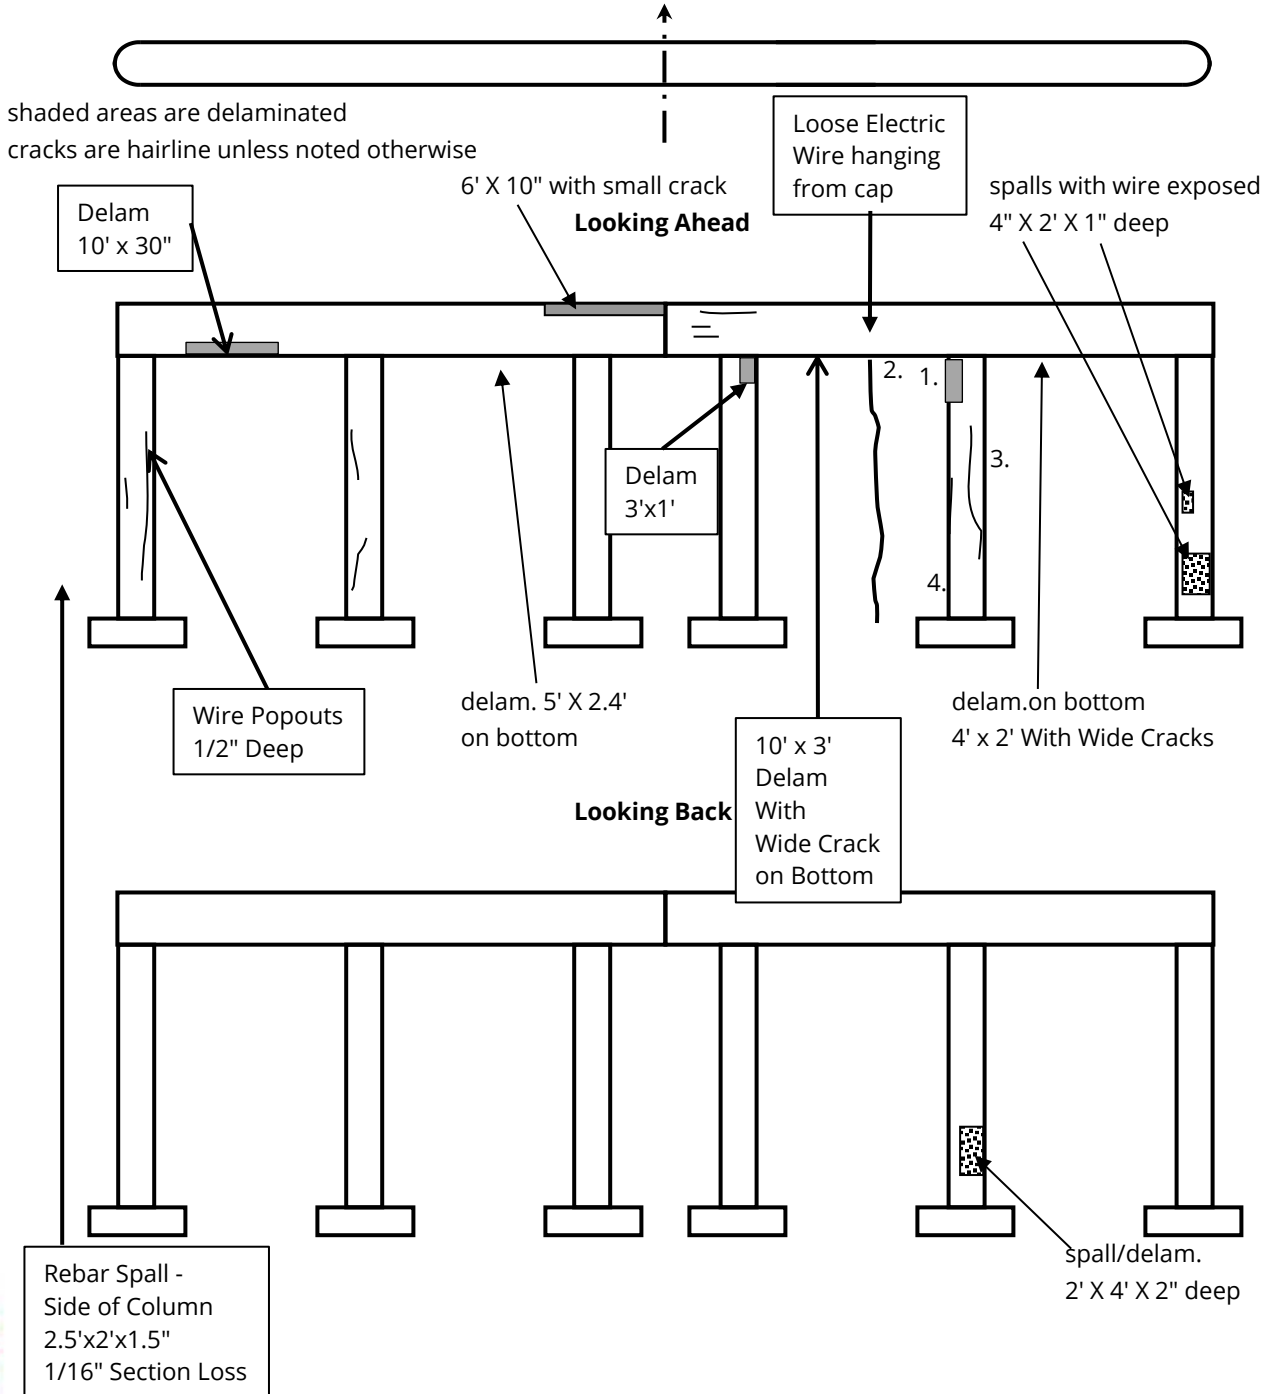 shaded areas are delaminated
cracks are hairline unless noted otherwise
Loose Electric
Wire hanging
from cap
Delam
10' x 30"
6' X 10" with small crack
Looking Ahead
spalls with wire exposed
4" X 2' X 1" deep
2.
1.
3.
4.
Delam
3'x1'
Wire Popouts
1/2" Deep
delam. 5' X 2.4'
on bottom
10' x 3'
Delam
With
Wide Crack
on Bottom
delam.on bottom
4' x 2' With Wide Cracks
Looking Back
spall/delam.
2' X 4' X 2" deep
Rebar Spall -
Side of Column
2.5'x2'x1.5"
1/16" Section Loss